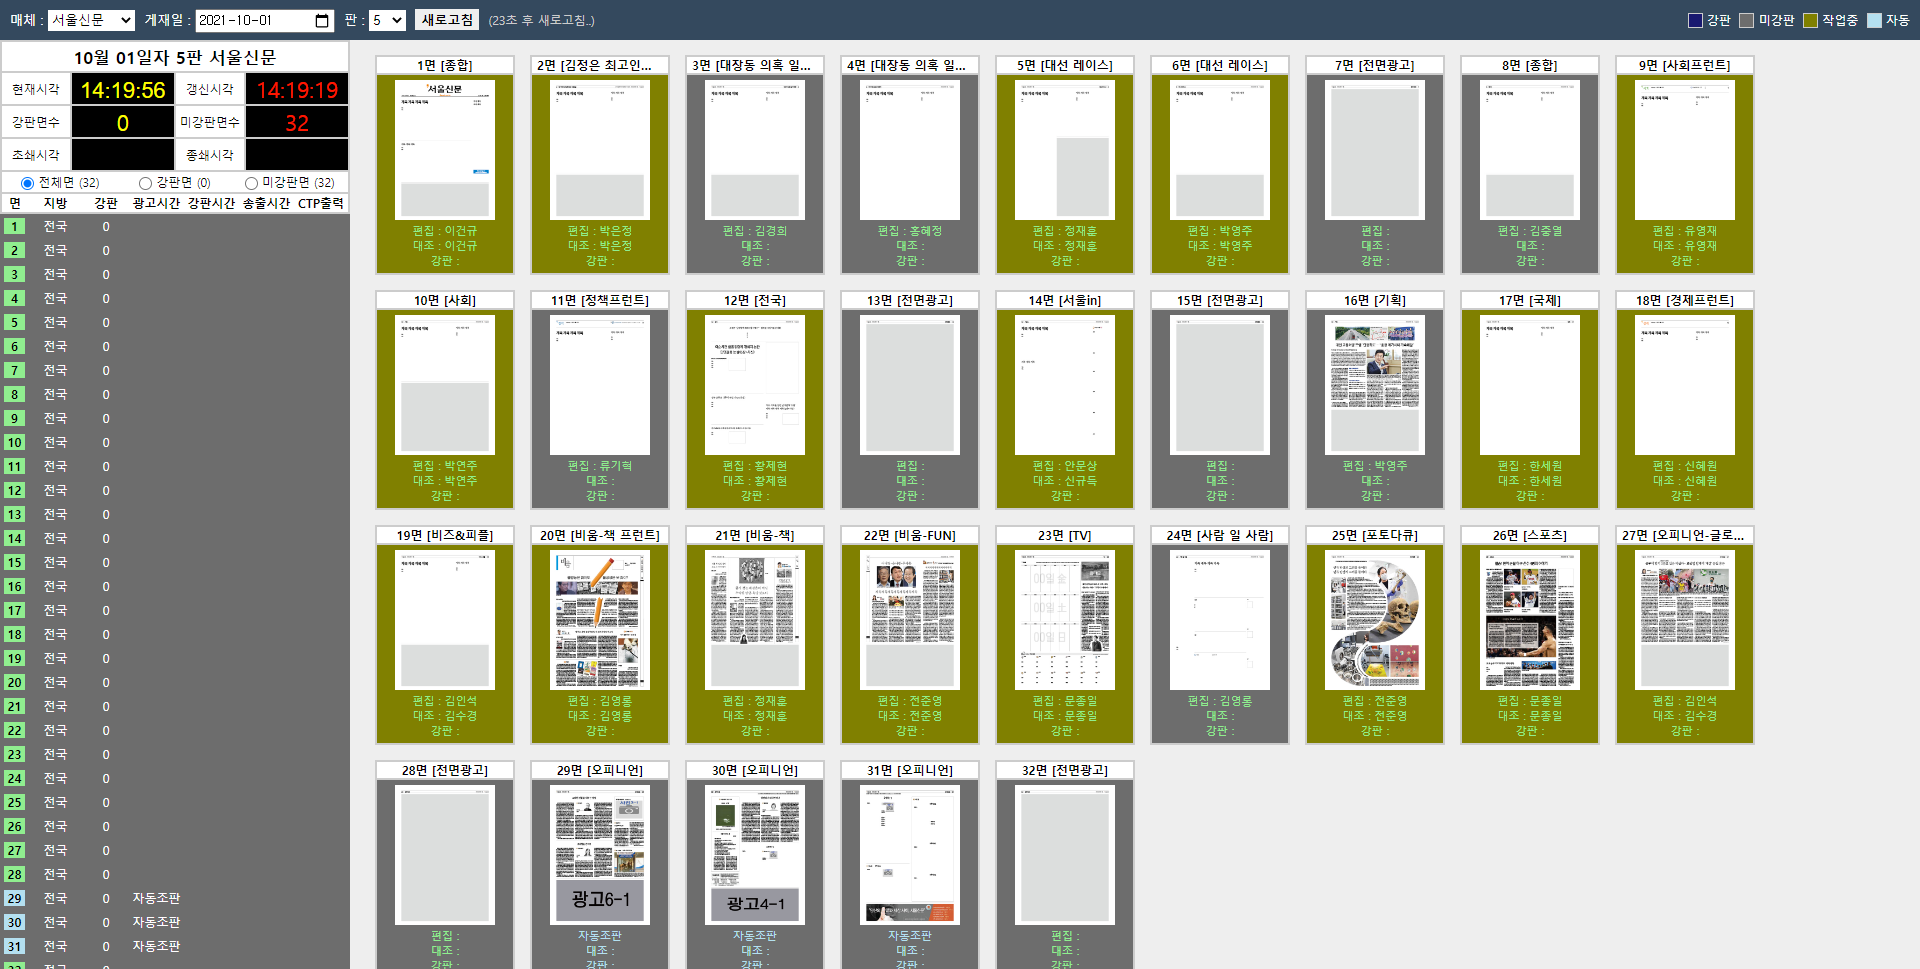 매체 : 서울신문 게재일 : 2021-10-01 판 : 5 새로고침 (23초 후 새로고침..) 강판 미강판 작업중 자동
10월 01일자 5판 서울신문
현재시각 14:19:56 갱신시각 14:19:19
강판면수 0 미강판면수 32
초쇄시각 종쇄시각
전체면 (32) 강판면 (0) 미강판면 (32)
면 지방 강판 광고시간 강판시간 송출시간 CTP출력
1 전국 0
2 전국 0
3 전국 0
4 전국 0
5 전국 0
6 전국 0
7 전국 0
8 전국 0
9 전국 0
10 전국 0
11 전국 0
12 전국 0
13 전국 0
14 전국 0
15 전국 0
16 전국 0
17 전국 0
18 전국 0
19 전국 0
20 전국 0
21 전국 0
22 전국 0
23 전국 0
24 전국 0
25 전국 0
26 전국 0
27 전국 0
28 전국 0
29 전국 0 자동조판
30 전국 0 자동조판
31 전국 0 자동조판
1면 [종합] 2면 [김정은 최고인... 3면 [대장동 의혹 일... 4면 [대장동 의혹 일... 5면 [대선 레이스] 6면 [대선 레이스] 7면 [전면광고] 8면 [종합] 9면 [사회프런트]
서울신문
편집 : 이건규 편집 : 박은정 편집 : 김경희 편집 : 홍혜정 편집 : 정재홍 편집 : 박영주 편집 : 편집 : 김중열 편집 : 유영재
대조 : 이건규 대조 : 박은정 대조 : 대조 : 대조 : 정재홍 대조 : 박영주 대조 : 대조 : 대조 : 유영재
강판 : 강판 : 강판 : 강판 : 강판 : 강판 : 강판 : 강판 : 강판 :
10면 [사회] 11면 [정책프런트] 12면 [전국] 13면 [전면광고] 14면 [서울in] 15면 [전면광고] 16면 [기획] 17면 [국제] 18면 [경제프런트]
편집 : 박연주 편집 : 류기혁 편집 : 황제현 편집 : 편집 : 안문상 편집 : 편집 : 박영주 편집 : 한세원 편집 : 신혜원
대조 : 박연주 대조 : 대조 : 황제현 대조 : 대조 : 신규득 대조 : 대조 : 대조 : 한세원 대조 : 신혜원
강판 : 강판 : 강판 : 강판 : 강판 : 강판 : 강판 : 강판 : 강판 :
19면 [비즈&피플] 20면 [비움-책 프런트] 21면 [비움-책] 22면 [비움-FUN] 23면 [TV] 24면 [사람 일 사람] 25면 [포토다큐] 26면 [스포츠] 27면 [오피니언-글로...
편집 : 김인석 편집 : 김영롱 편집 : 정재홍 편집 : 전준영 편집 : 문종일 편집 : 김영롱 편집 : 전준영 편집 : 문종일 편집 : 김인석
대조 : 김수경 대조 : 김영롱 대조 : 정재홍 대조 : 전준영 대조 : 문종일 대조 : 대조 : 전준영 대조 : 문종일 대조 : 김수경
강판 : 강판 : 강판 : 강판 : 강판 : 강판 : 강판 : 강판 : 강판 :
28면 [전면광고] 29면 [오피니언] 30면 [오피니언] 31면 [오피니언] 32면 [전면광고]
광고6-1 광고4-1
편집 : 자동조판 자동조판 자동조판 편집 :
대조 : 대조 : 대조 : 대조 : 대조 :
강판 : 강판 : 강판 : 강판 : 강판 :